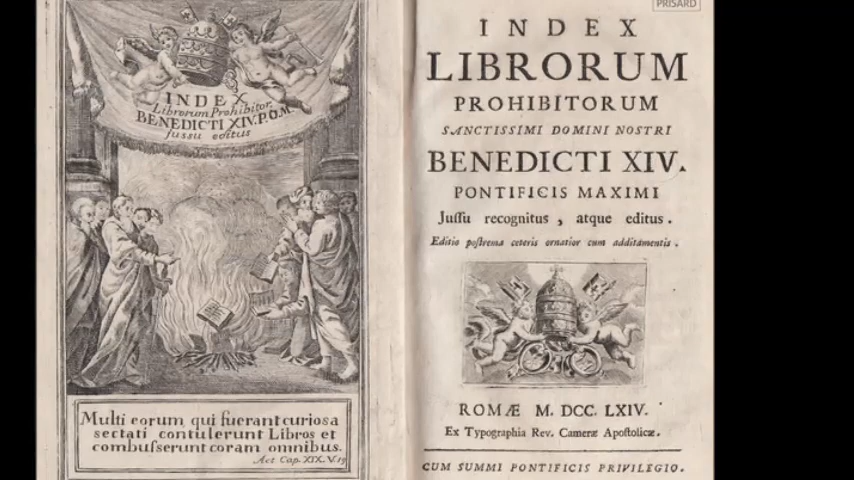 INDEX
Librorum Prohibitor.
BENEDICTI XIV. P. O. M.
jussu editus
Multi eorum, qui fuerant curiosa
sectati contulerunt Libros et
combusserunt coram omnibus.
Act Cap. XIX. V. 19
PRISARD
INDEX
LIBRORUM
PROHIBITORUM
SANCTISSIMI DOMINI NOSTRI
BENEDICTI XIV.
PONTIFICIS MAXIMI
Juſſu recognitus, atque editus.
Editio poſtrema ceteris ornatior cum additamentis.
ROMÆ M. DCC. LXIV.
Ex Typographia Rev. Cameræ Apoſtolicæ.
CUM SUMMI PONTIFICIS PRIVILEGIO.